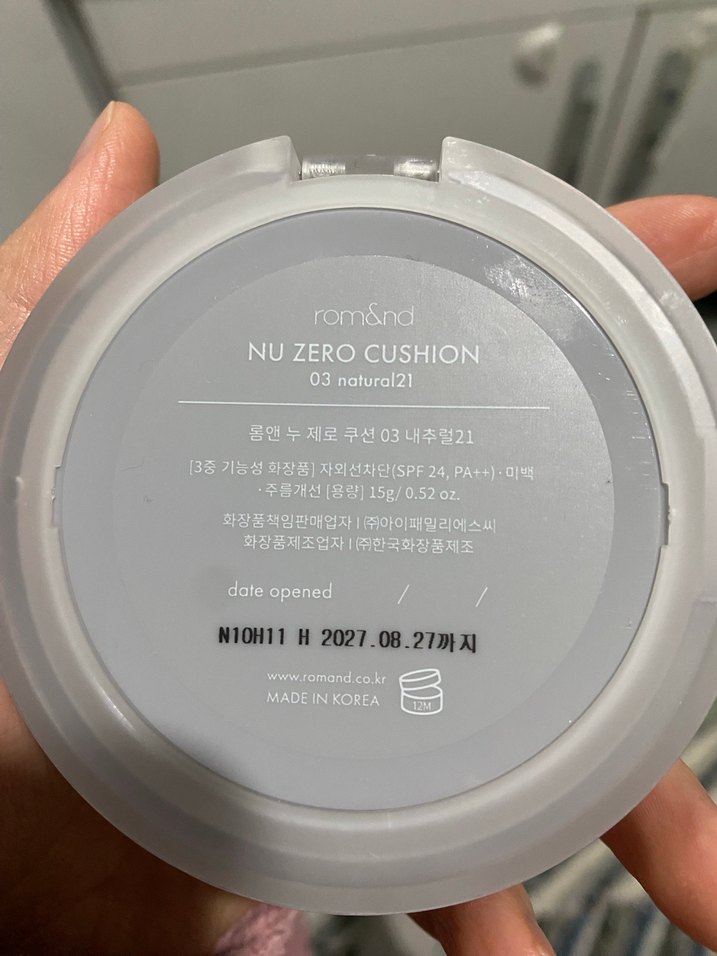 rom&nd
NU ZERO CUSHION
03 natural21
롬앤 누 제로 쿠션 03 내추럴21
[3중 기능성 화장품] 자외선차단(SPF 24, PA++)·미백
·주름개선 [용량] 15g/ 0.52 oz.
화장품책임판매업자 I ㈜아이패밀리에스씨
화장품제조업자 I ㈜한국화장품제조
date opened / /
N10H11 H 2027.08.27까지
www.romand.co.kr
MADE IN KOREA
12M